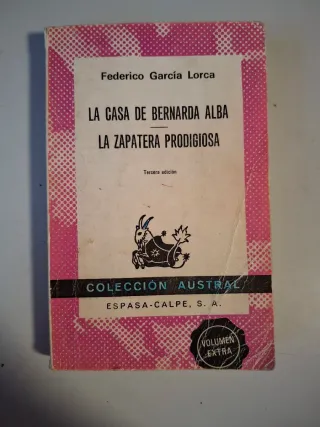 Federico García Lorca
LA CASA DE BERNARDA ALBA
LA ZAPATERA PRODIGIOSA
Tercera edición
COLECCIÓN AUSTRAL
ESPASA-CALPE, S. A.
VOLUMEN
EXTRA